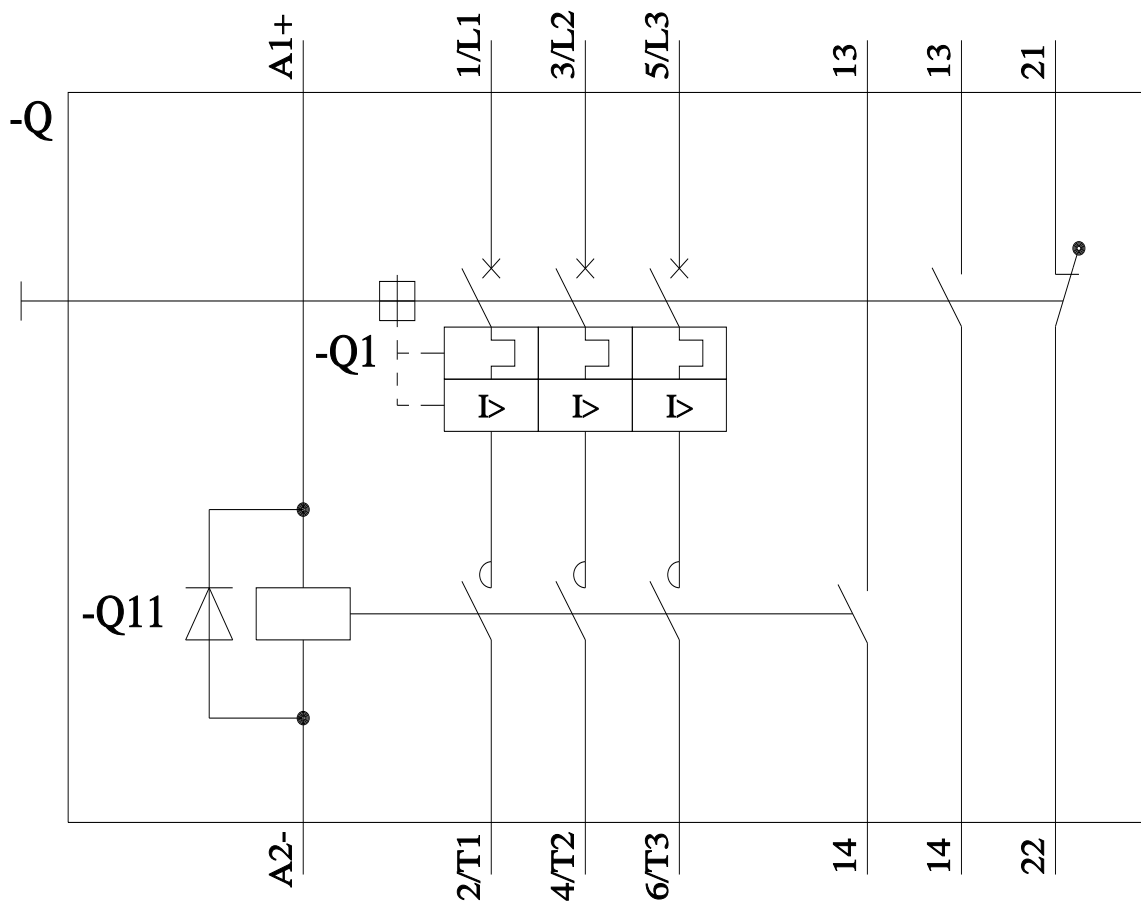 A1+
1/L1
3/L2
5/L3
13
13
21
-Q
-Q1
I>
I>
I>
-Q11
A2-
2/T1
4/T2
6/T3
14
14
22